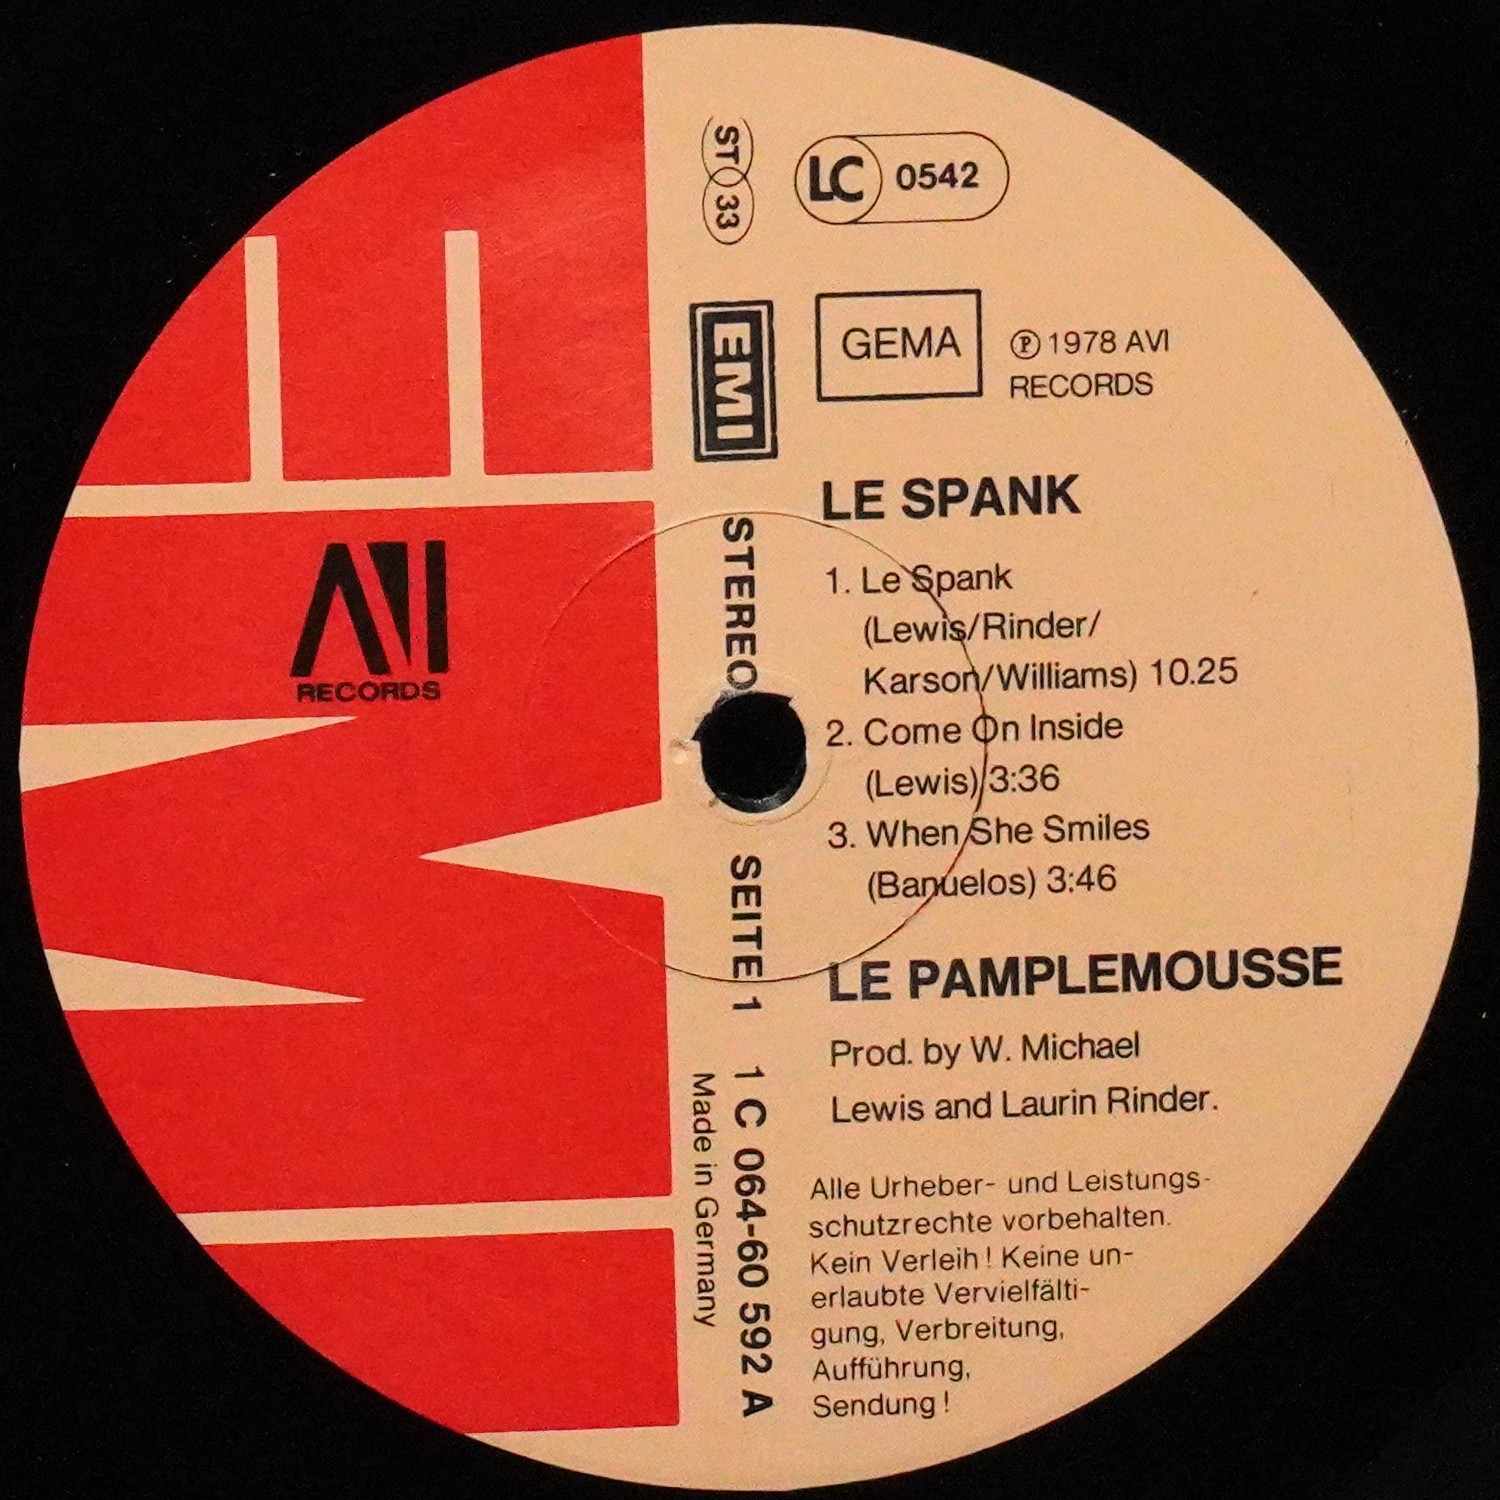 ST 33
LC 0542
EMI
GEMA
℗ 1978 AVI
RECORDS
AVI
RECORDS
STEREO SEITE 1 1 C 064-60 592 A
Made in Germany
LE SPANK
1. Le Spank
(Lewis/Rinder/
Karson/Williams) 10.25
2. Come On Inside
(Lewis) 3:36
3. When She Smiles
(Banuelos) 3:46
LE PAMPLEMOUSSE
Prod. by W. Michael
Lewis and Laurin Rinder.
Alle Urheber- und Leistungs-
schutzrechte vorbehalten.
Kein Verleih! Keine un-
erlaubte Vervielfälti-
gung, Verbreitung,
Aufführung,
Sendung!